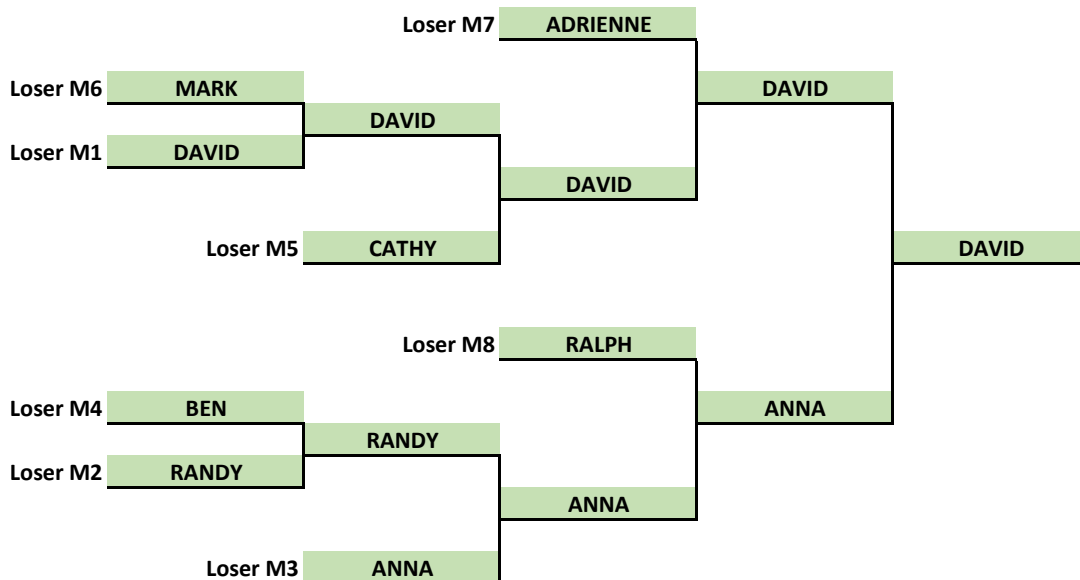 Loser M7 ADRIENNE
Loser M6 MARK
DAVID
DAVID
Loser M1 DAVID
DAVID
Loser M5 CATHY
DAVID
Loser M8 RALPH
Loser M4 BEN
ANNA
RANDY
Loser M2 RANDY
ANNA
Loser M3 ANNA